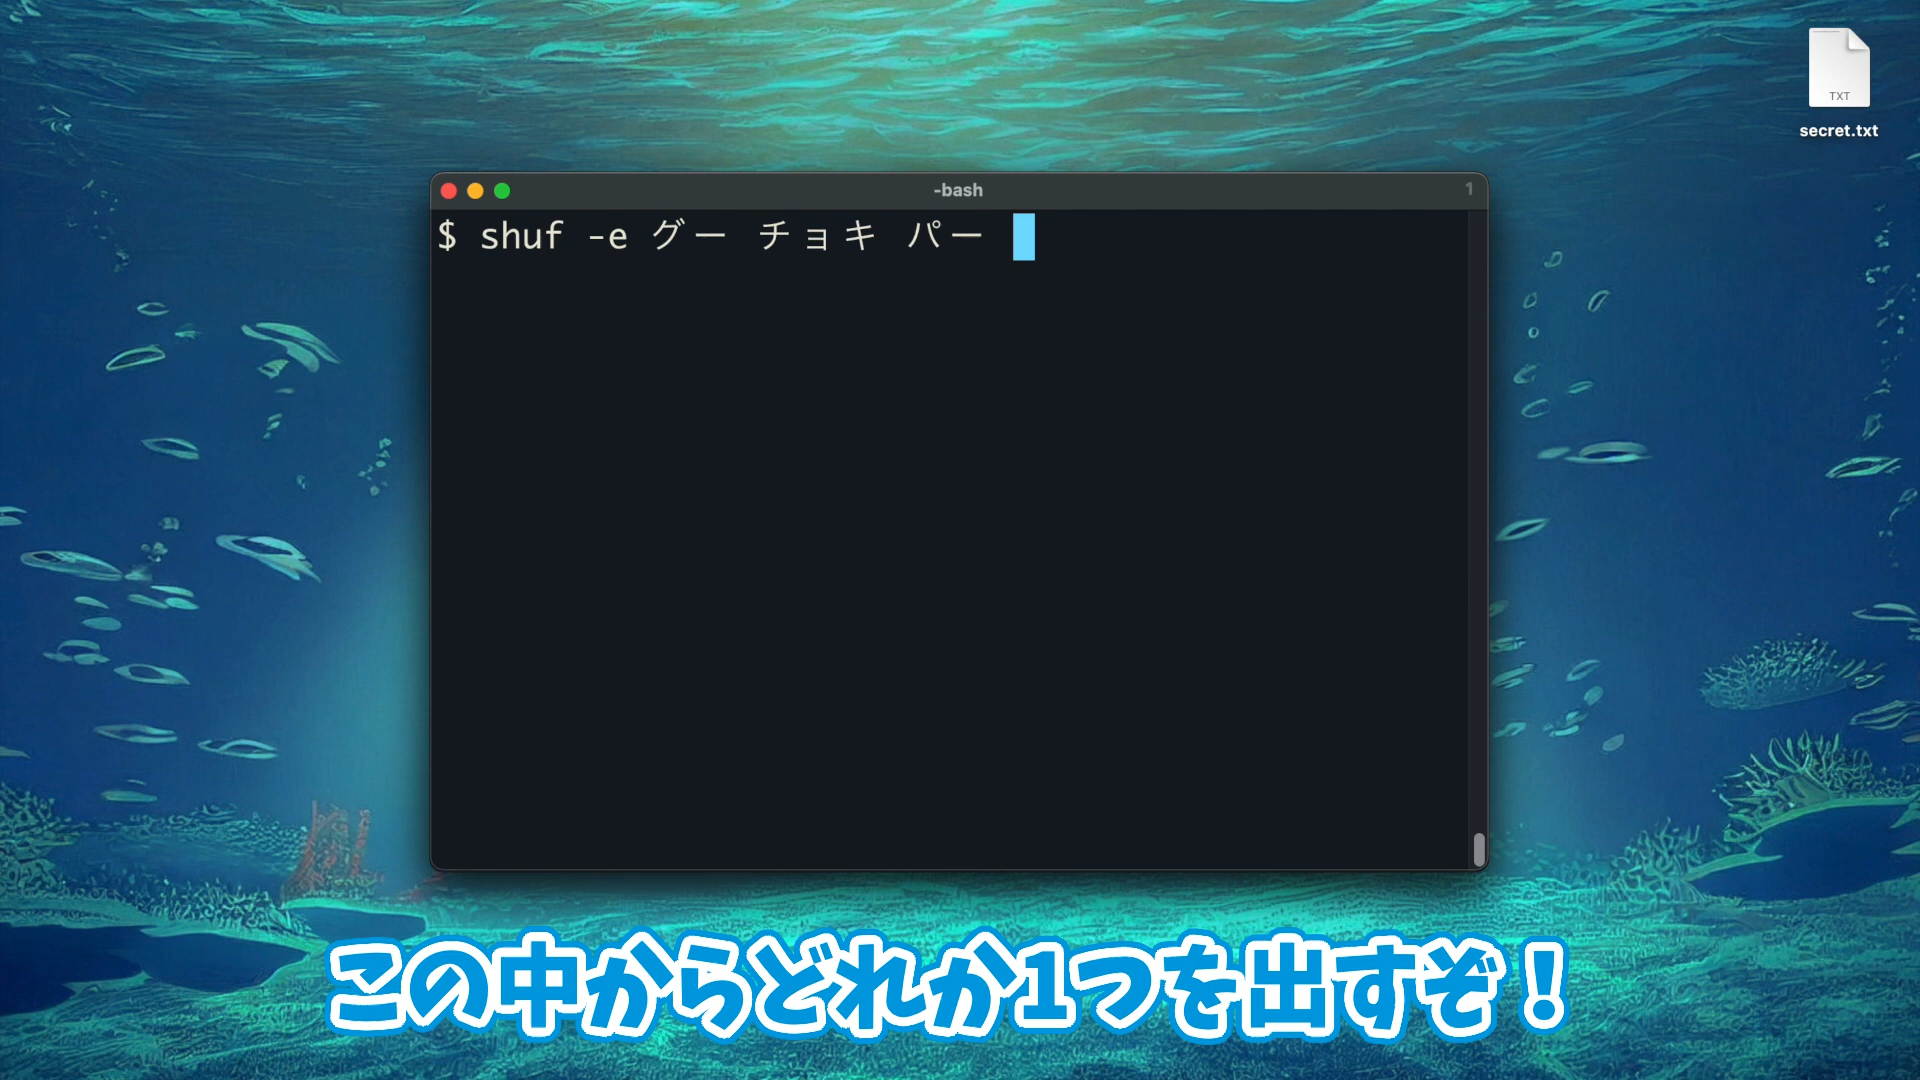 -bash
1
$ shuf -e グー チョキ パー
TXT
secret.txt
この中からどれか1つを出すぞ！